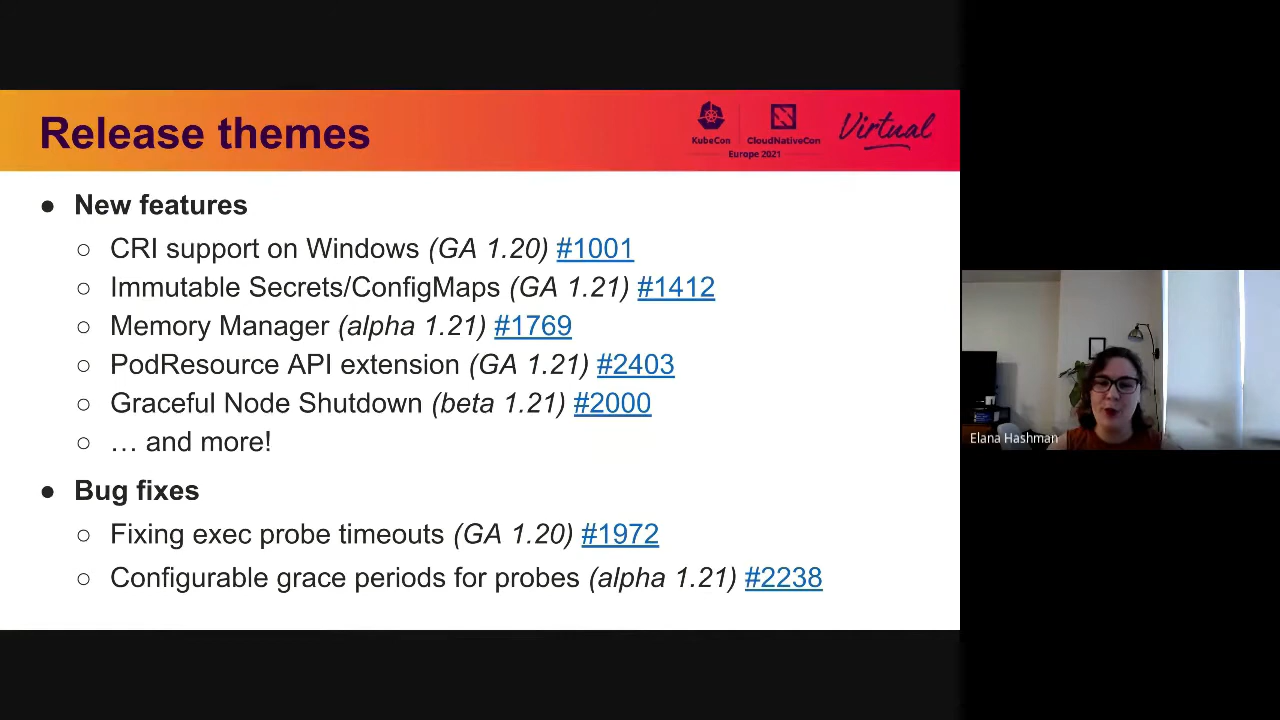 Release themes
KubeCon
CloudNativeCon
Europe 2021
Virtual
● New features
○ CRI support on Windows (GA 1.20) #1001
○ Immutable Secrets/ConfigMaps (GA 1.21) #1412
○ Memory Manager (alpha 1.21) #1769
○ PodResource API extension (GA 1.21) #2403
○ Graceful Node Shutdown (beta 1.21) #2000
○ … and more!
● Bug fixes
○ Fixing exec probe timeouts (GA 1.20) #1972
○ Configurable grace periods for probes (alpha 1.21) #2238
Elana Hashman